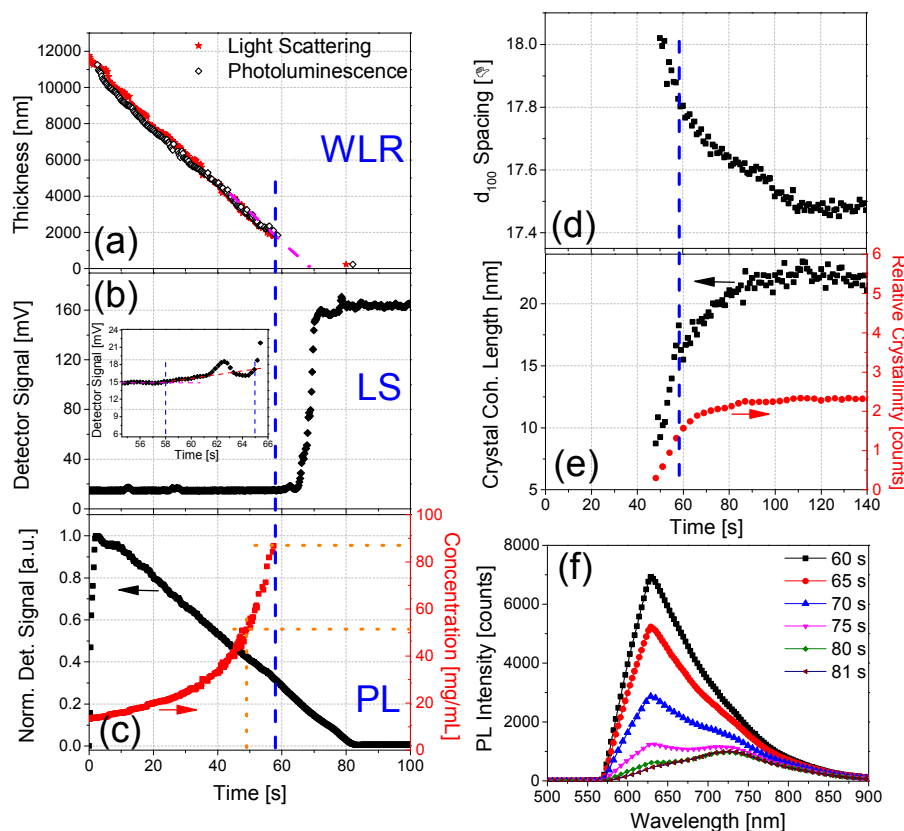 12000
10000
8000
6000
4000
2000
0
Thickness [nm]
Light Scattering
Photoluminescence
WLR
(a)
(b)
160
120
80
40
0
Detector Signal [mV]
24
21
18
15
12
9
6
Detector Signal [mV]
56 58 60 62 64 66
Time [s]
LS
1.0
0.8
0.6
0.4
0.2
0.0
Norm. Det. Signal [a.u.]
100
90
80
70
60
50
40
30
20
10
0
Concentration [mg/mL]
PL
(c)
0 20 40 60 80 100
Time [s]
18.0
17.8
17.6
17.4
d100 Spacing [
(d)
20
15
10
5
Crystal Coh. Length [nm]
6
5
4
3
2
1
0
Relative Crystallinity
[counts]
(e)
0 20 40 60 80 100 120 140
Time [s]
8000
6000
4000
2000
0
PL Intensity [counts]
(f)
60 s
65 s
70 s
75 s
80 s
81 s
500 550 600 650 700 750 800 850 900
Wavelength [nm]